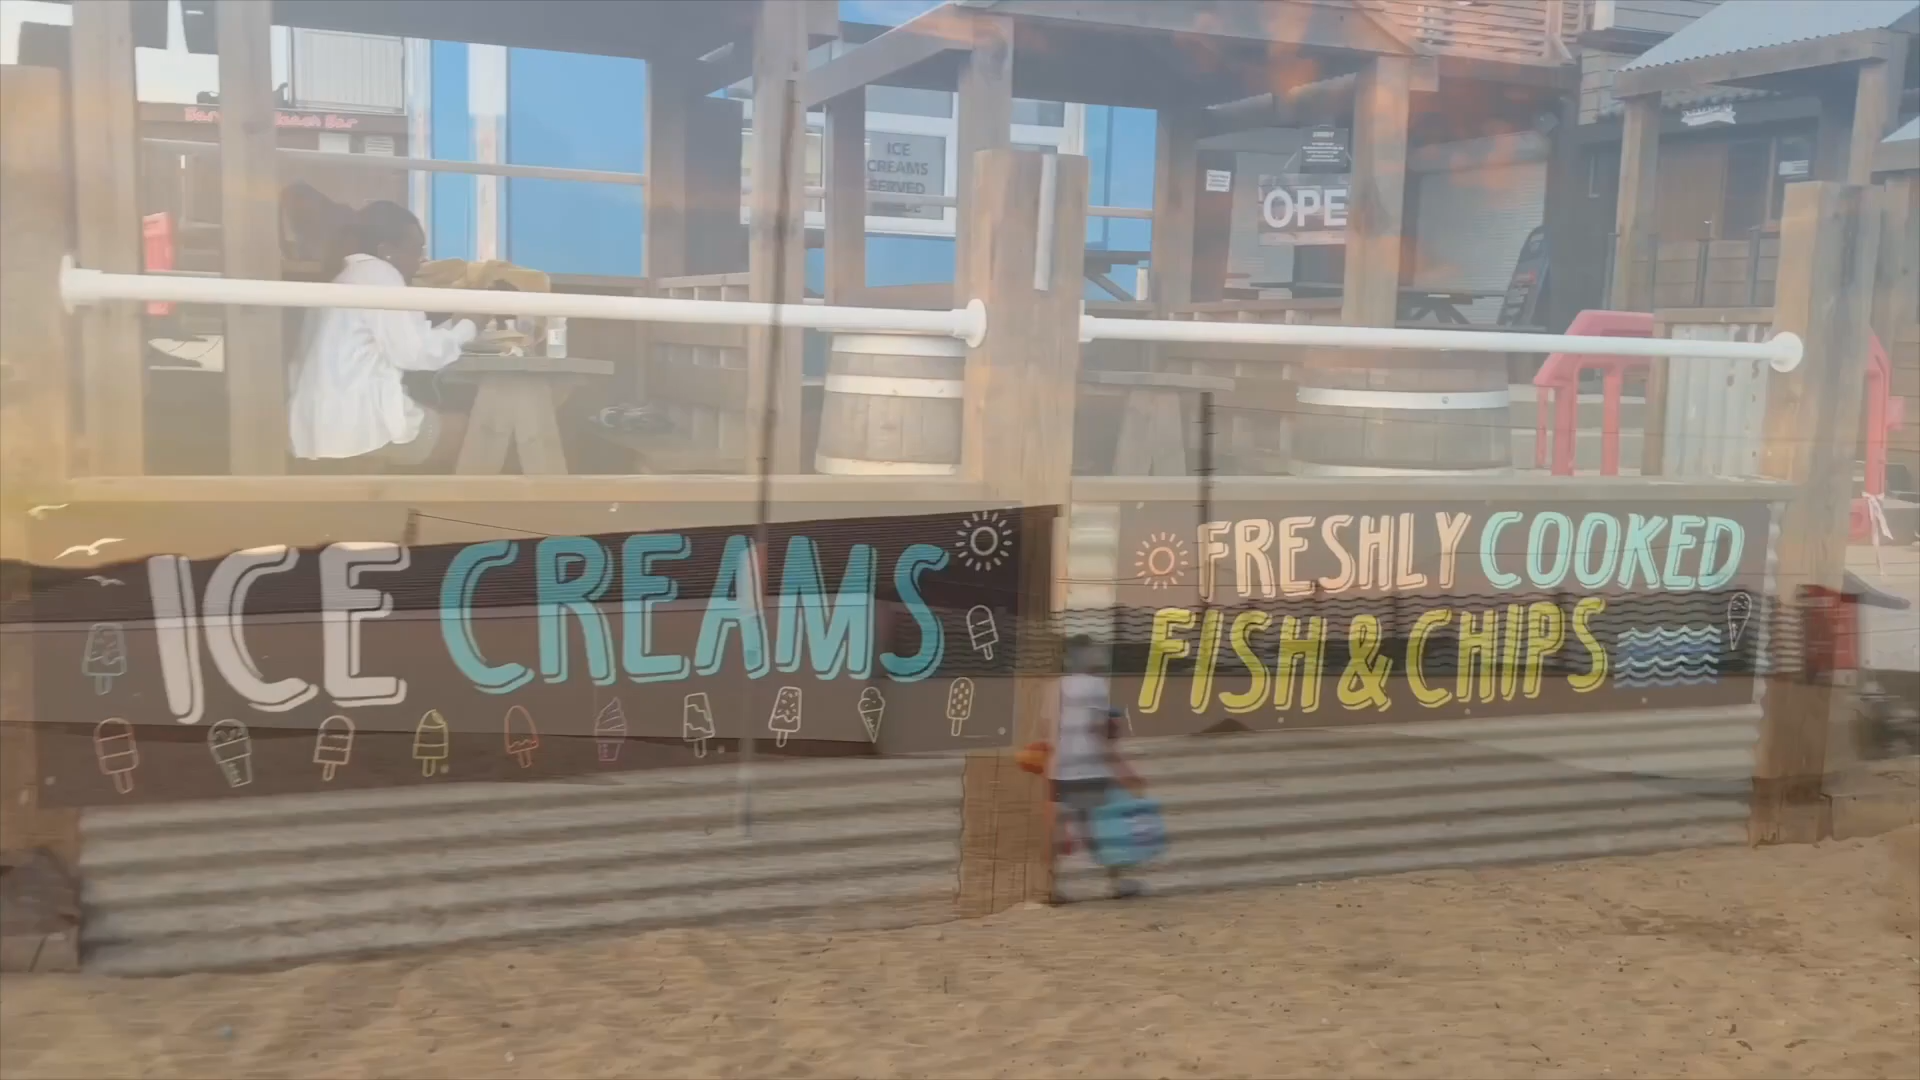 ICE
CREAMS
SERVED
OPE
ICE CREAMS
FRESHLY COOKED
FISH & CHIPS